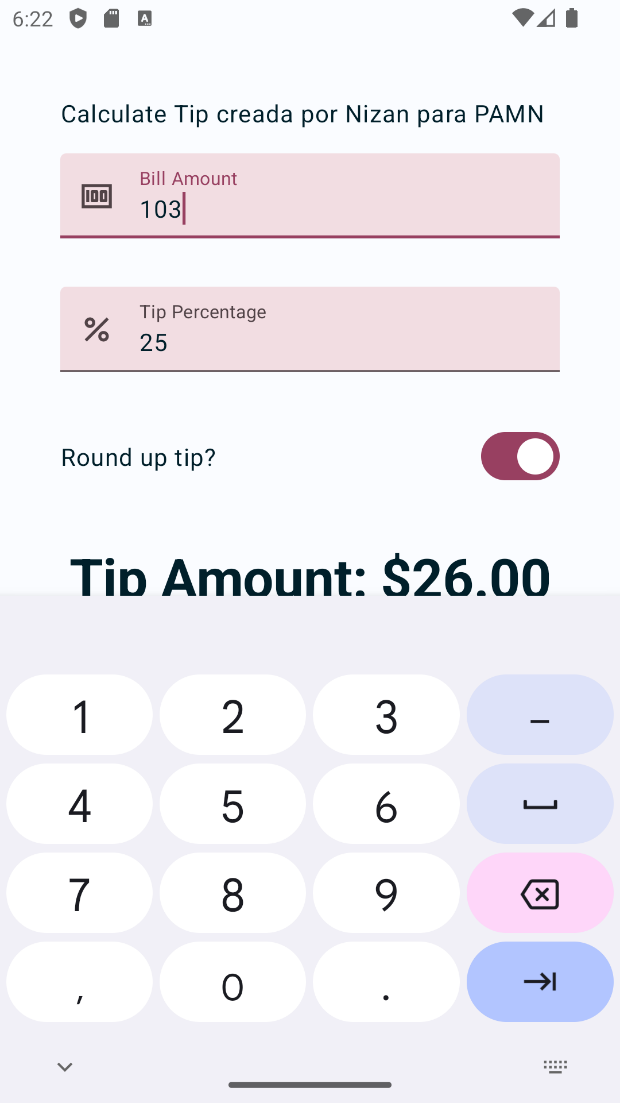 6:22
Calculate Tip creada por Nizan para PAMN
Bill Amount
103
Tip Percentage
25
Round up tip?
Tip Amount: $26.00
1 2 3 –
4 5 6
7 8 9
, 0 .